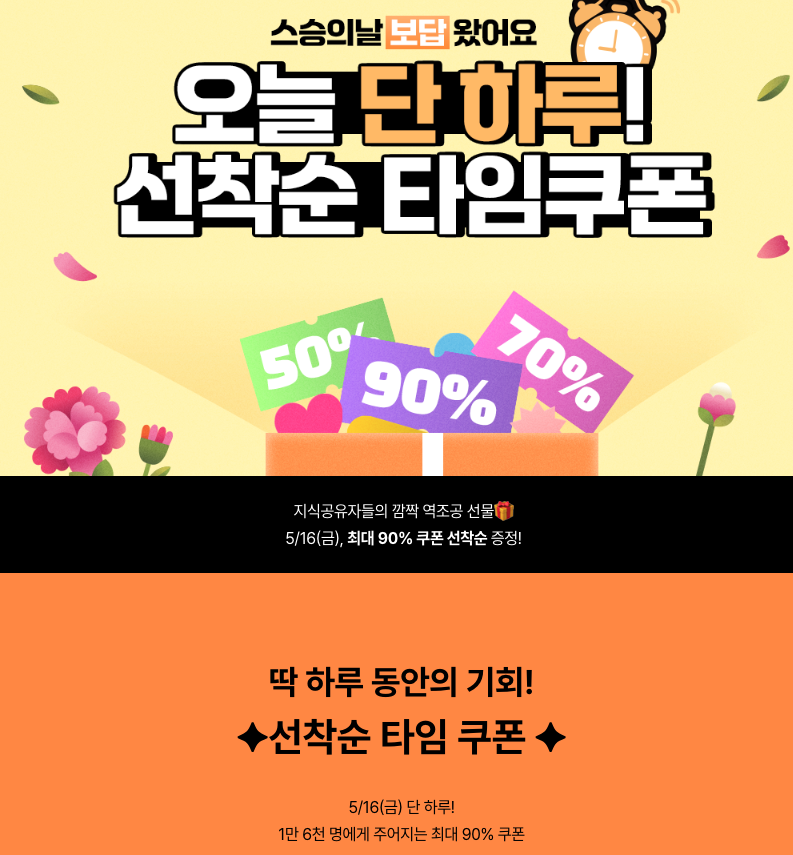 스승의날 보답 왔어요
오늘 단 하루!
선착순 타임쿠폰
50%
90%
70%
지식공유자들의 깜짝 역조공 선물🎁
5/16(금), 최대 90% 쿠폰 선착순 증정!
딱 하루 동안의 기회!
✦선착순 타임 쿠폰 ✦
5/16(금) 단 하루!
1만 6천 명에게 주어지는 최대 90% 쿠폰